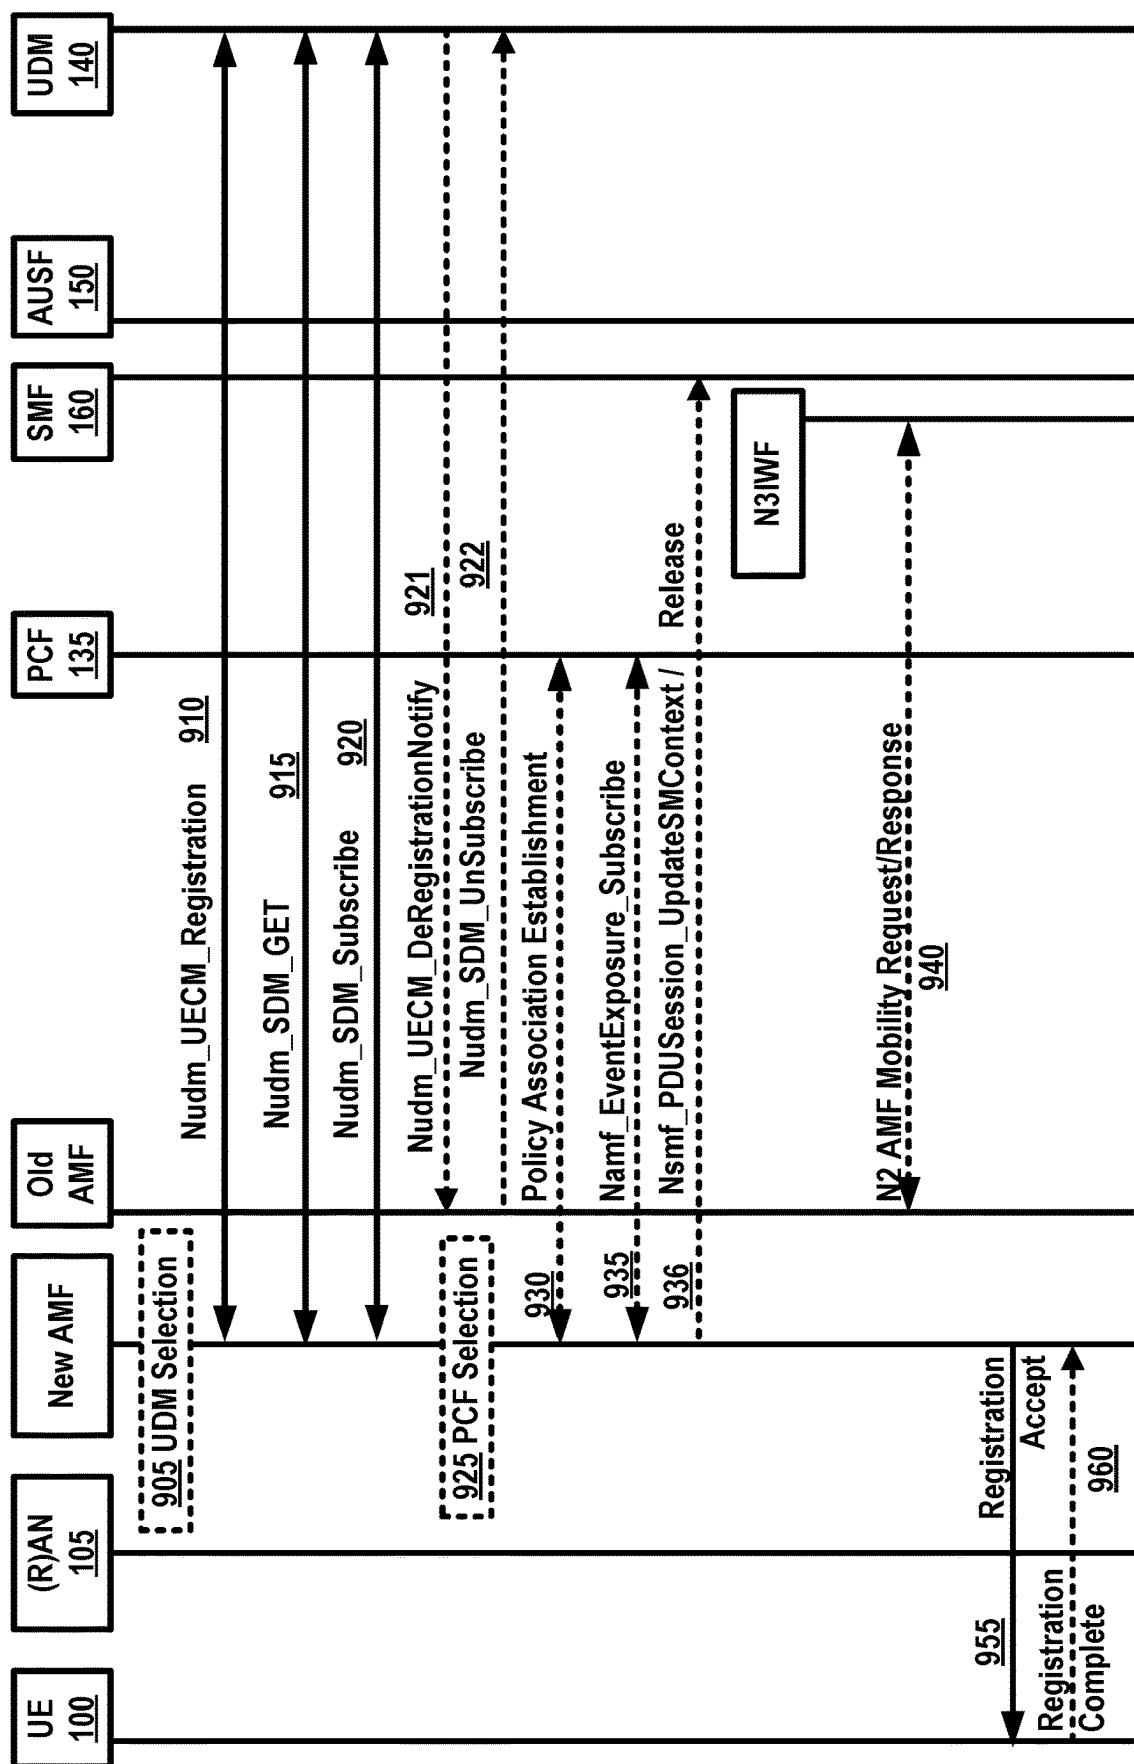 UE
100
(R)AN
105
New AMF
Old
AMF
PCF
135
SMF
160
AUSF
150
UDM
140
905 UDM Selection
Nudm_UECM_Registration 910
Nudm_SDM_GET 915
Nudm_SDM_Subscribe 920
Nudm_UECM_DeRegistrationNotify 921
Nudm_SDM_UnSubscribe 922
925 PCF Selection
Policy Association Establishment
930
Namf_EventExposure_Subscribe
935
Nsmf_PDUSession_UpdateSMContext / Release
936
N3IWF
N2 AMF Mobility Request/Response
940
955
Registration
Accept
Registration
Complete
960